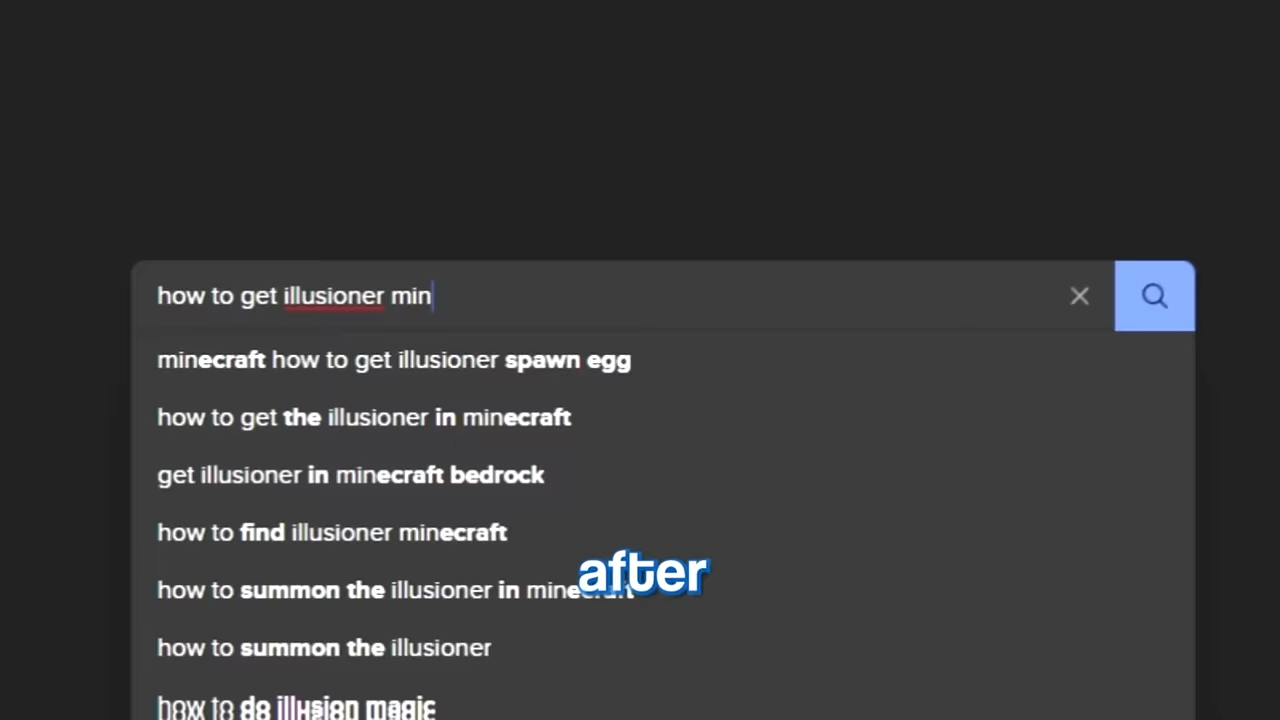 how to get illusioner min
minecraft how to get illusioner spawn egg
how to get the illusioner in minecraft
get illusioner in minecraft bedrock
how to find illusioner minecraft
after
how to summon the illusioner in minecraft
how to summon the illusioner
how to do illusion magic